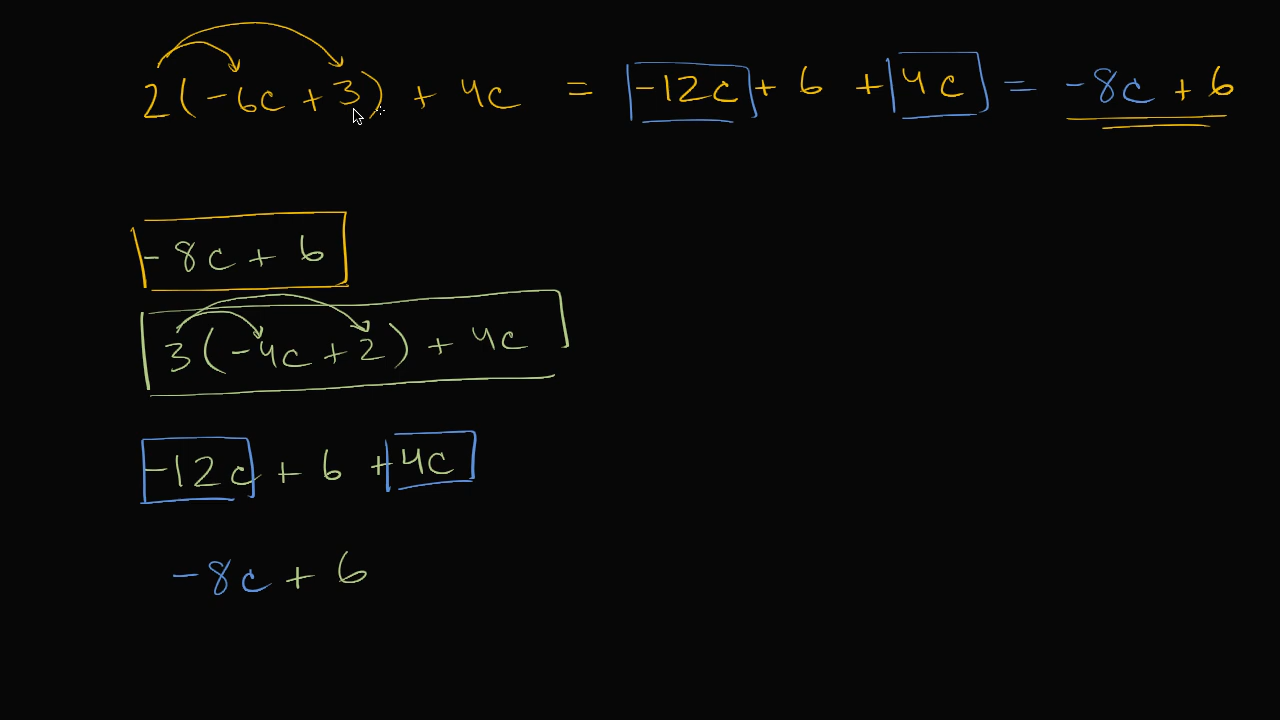 2(-6c+3) + 4c = -12c + 6 + 4c = -8c + 6
-8c + 6
3(-4c+2) + 4c
-12c + 6 + 4c
-8c + 6